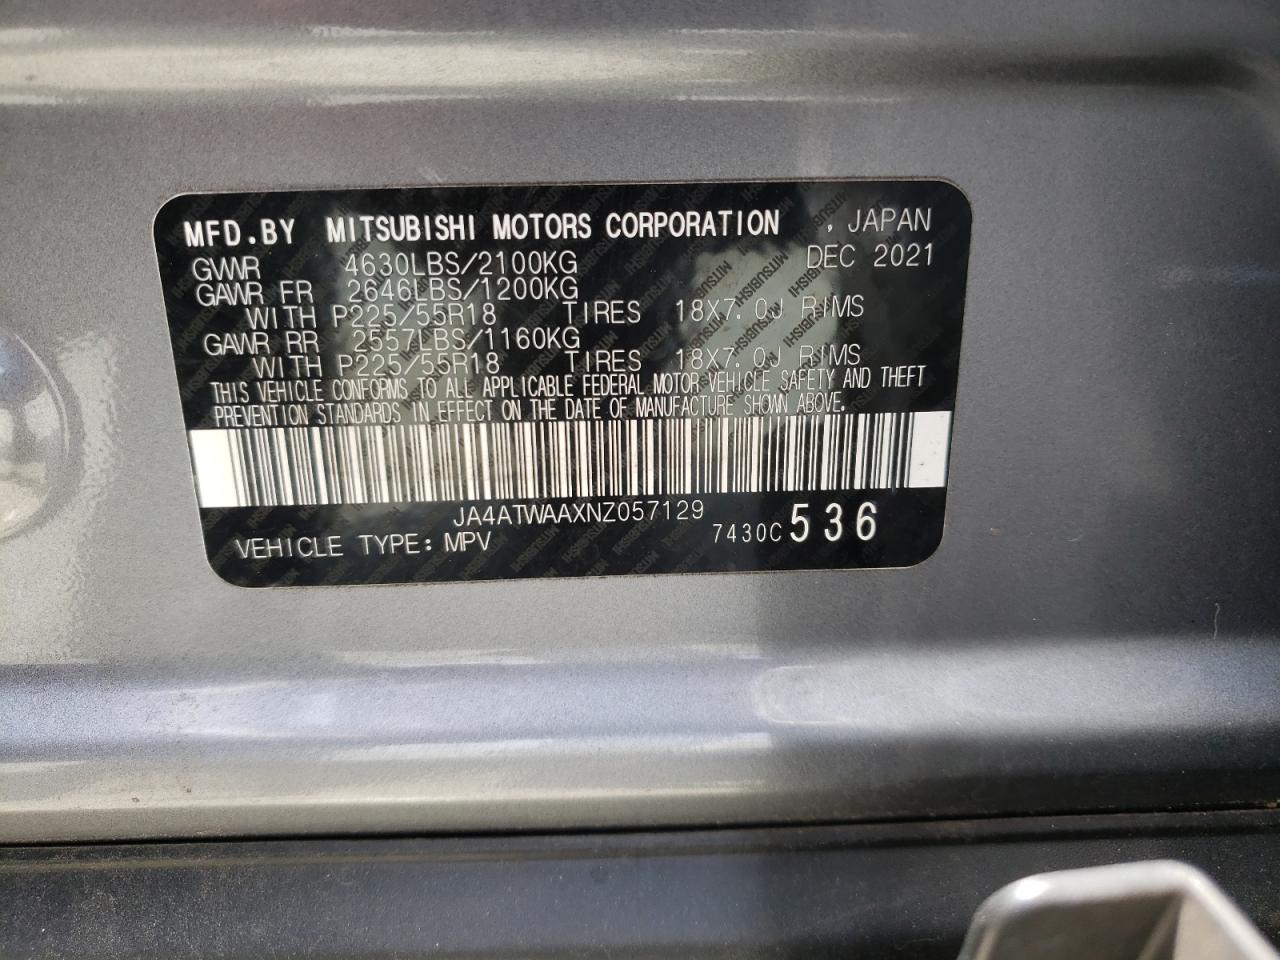 MFD.BY MITSUBISHI MOTORS CORPORATION , JAPAN
GVWR 4630LBS/2100KG DEC 2021
GAWR FR 2646LBS/1200KG
WITH P225/55R18 TIRES 18X7.0J RIMS
GAWR RR 2557LBS/1160KG
WITH P225/55R18 TIRES 18X7.0J RIMS
THIS VEHICLE CONFORMS TO ALL APPLICABLE FEDERAL MOTOR VEHICLE SAFETY AND THEFT
PREVENTION STANDARDS IN EFFECT ON THE DATE OF MANUFACTURE SHOWN ABOVE.
JA4ATWAAXNZ057129
7430C 536
VEHICLE TYPE: MPV